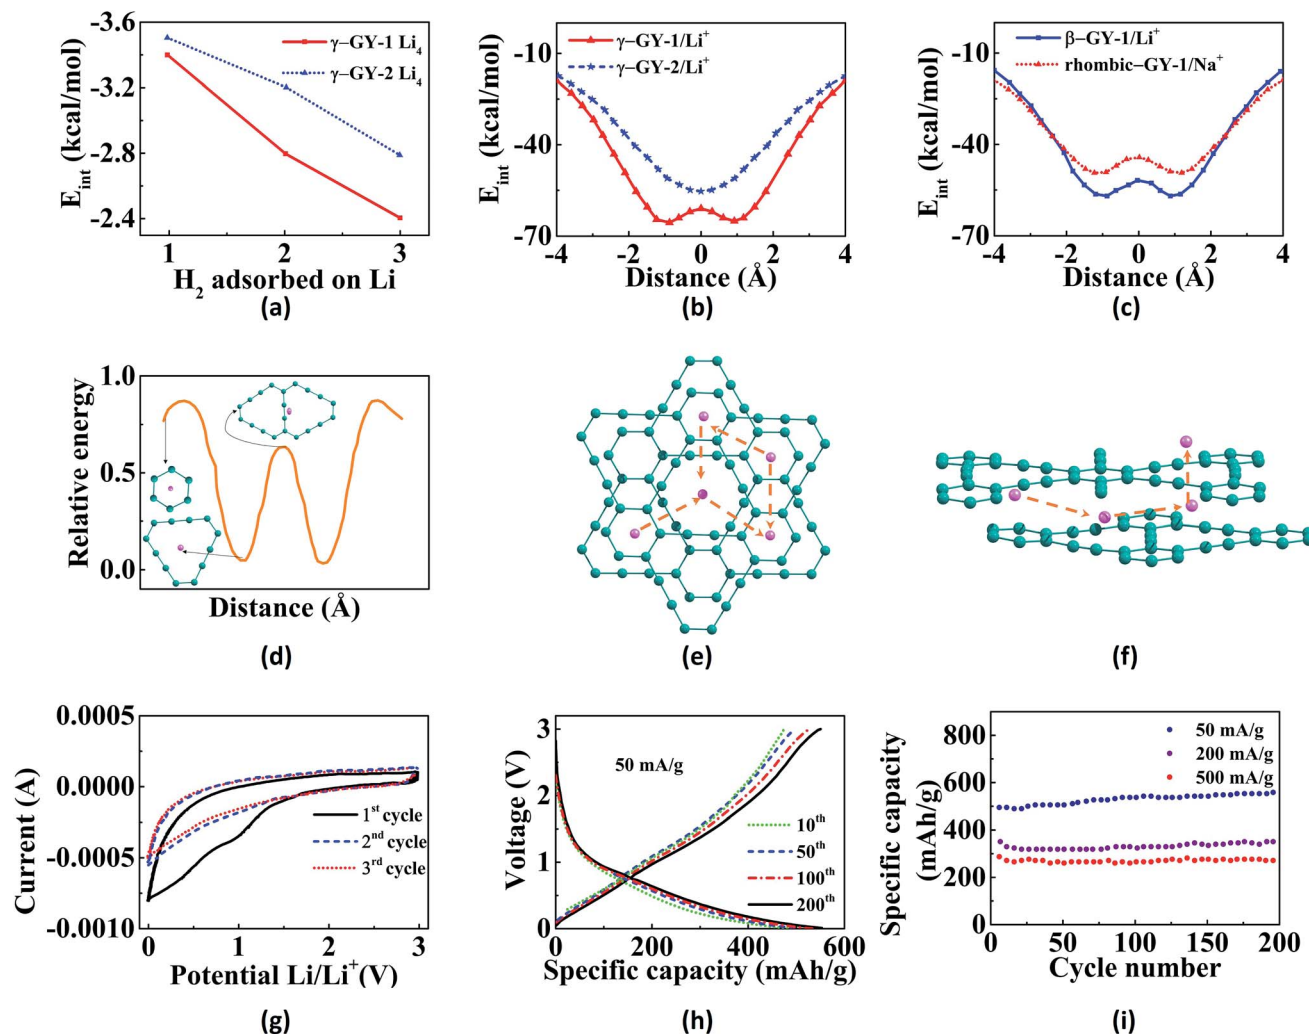 -3.6
-3.2
-2.8
-2.4
E_int (kcal/mol)
γ–GY-1 Li₄
γ–GY-2 Li₄
1 2 3
H₂ adsorbed on Li
(a)
-10
-40
-70
E_int (kcal/mol)
γ–GY-1/Li⁺
γ–GY-2/Li⁺
-4 -2 0 2 4
Distance (Å)
(b)
-10
-40
-70
E_int (kcal/mol)
β–GY-1/Li⁺
rhombic–GY-1/Na⁺
-4 -2 0 2 4
Distance (Å)
(c)
1.0
0.5
0.0
Relative energy
Distance (Å)
(d)
(e)
(f)
0.0005
0.0000
-0.0005
-0.0010
Current (A)
1ˢᵗ cycle
2ⁿᵈ cycle
3ʳᵈ cycle
0 1 2 3
Potential Li/Li⁺(V)
(g)
3
2
1
0
Voltage (V)
50 mA/g
10ᵗʰ
50ᵗʰ
100ᵗʰ
200ᵗʰ
0 200 400 600
Specific capacity (mAh/g)
(h)
800
600
400
200
0
Specific capacity
(mAh/g)
50 mA/g
200 mA/g
500 mA/g
0 50 100 150 200
Cycle number
(i)